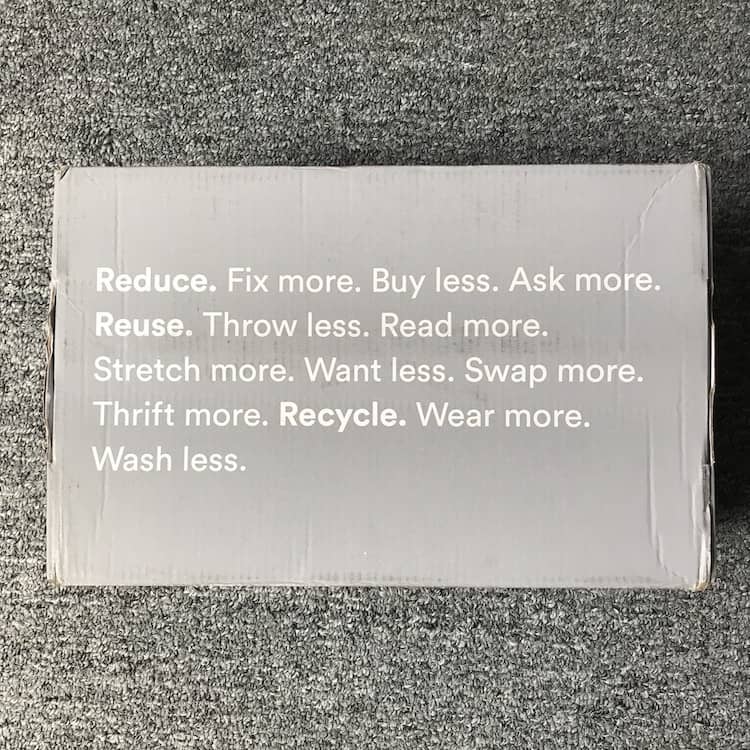 Reduce. Fix more. Buy less. Ask more.
Reuse. Throw less. Read more.
Stretch more. Want less. Swap more.
Thrift more. Recycle. Wear more.
Wash less.